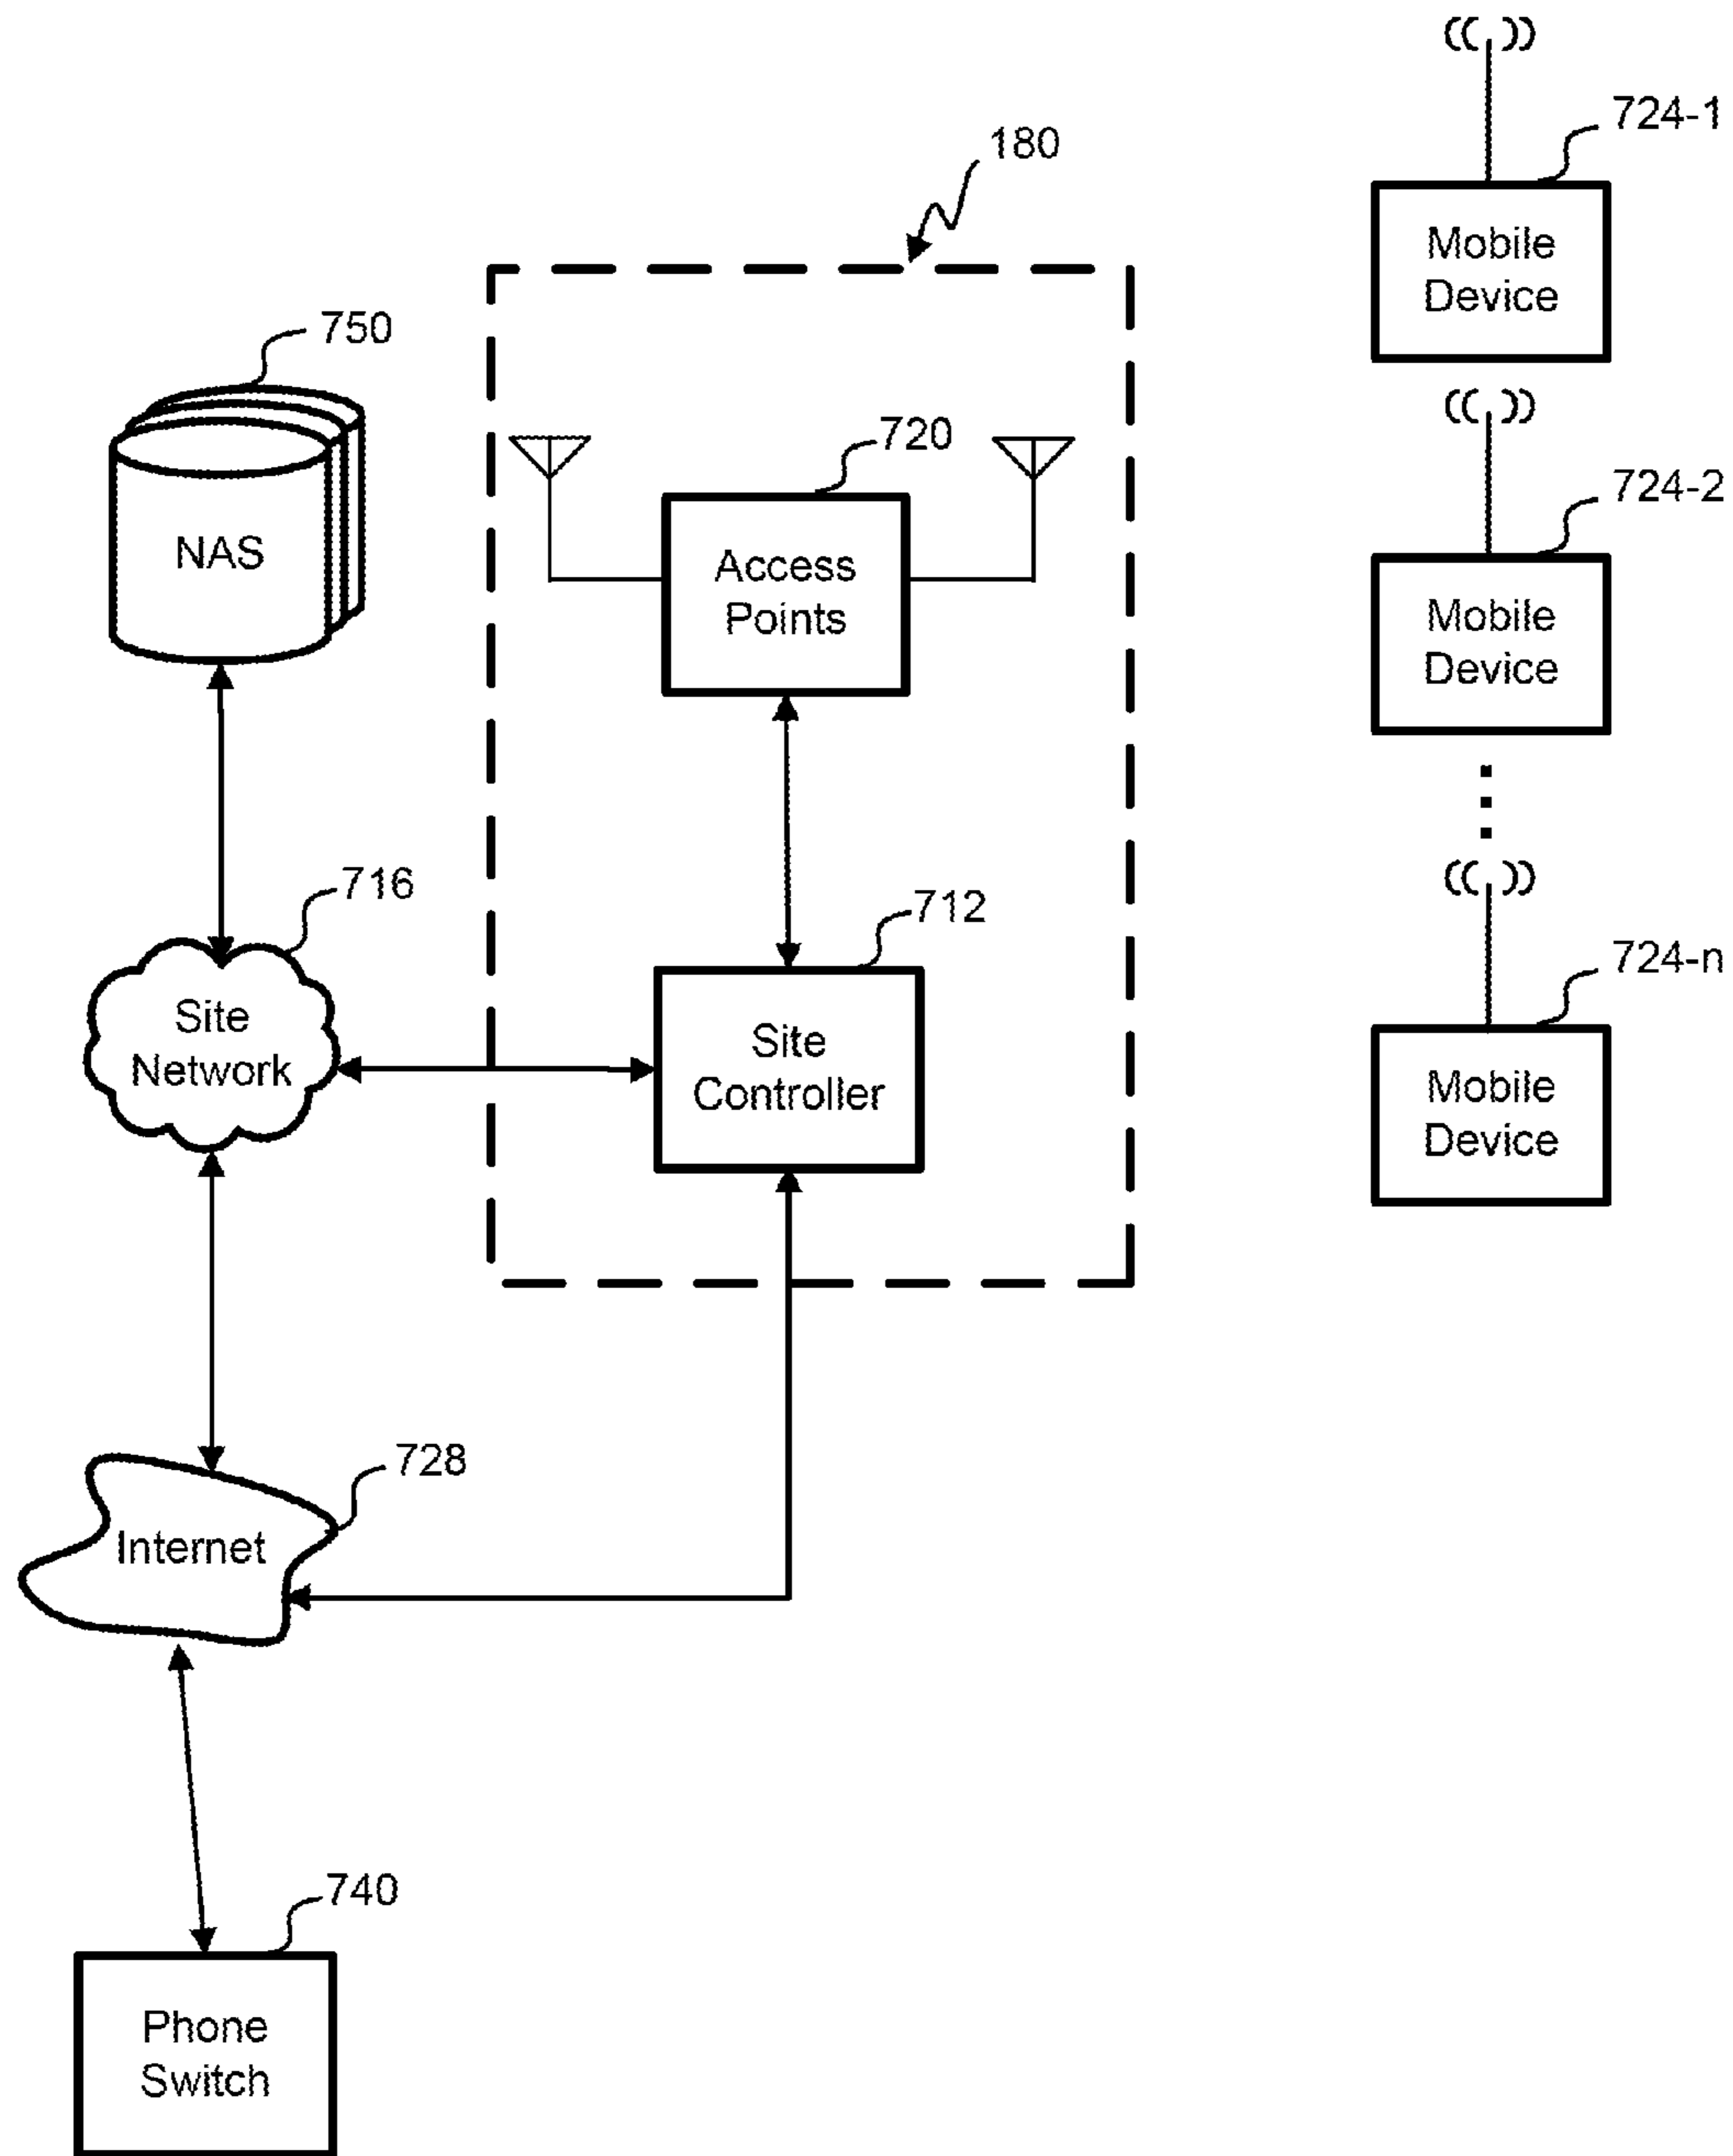 724-1
180
Mobile
Device
750
720
724-2
NAS
Access
Points
Mobile
Device
716
712
724-n
Site
Network
Site
Controller
Mobile
Device
728
Internet
740
Phone
Switch